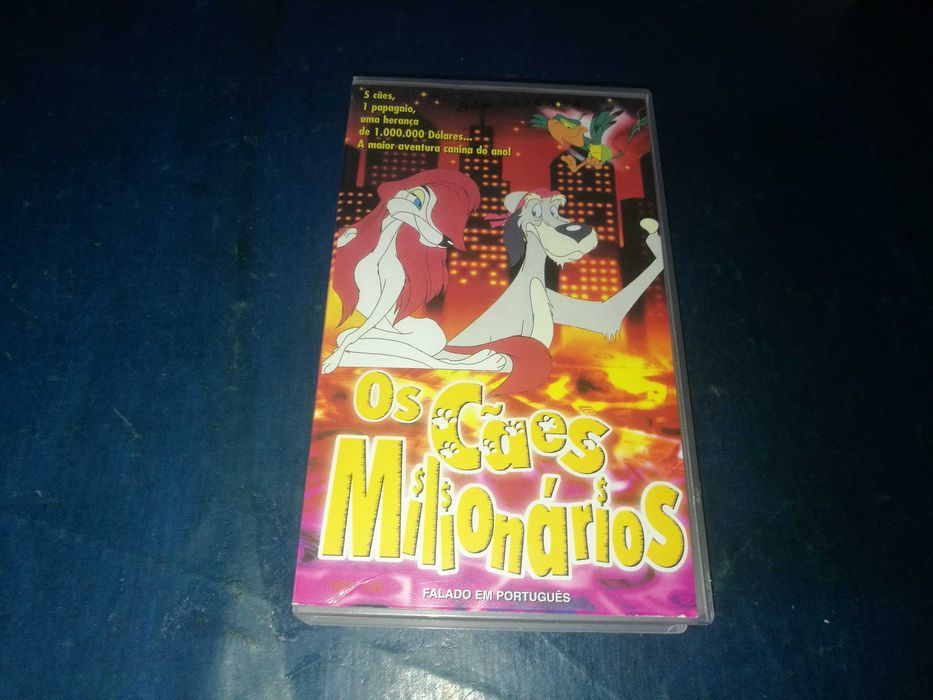 5 cães,
1 papagaio,
uma herança
de 1.000.000 Dólares...
A maior aventura canina do ano!
Os Cães
Milionários
FALADO EM PORTUGUÊS